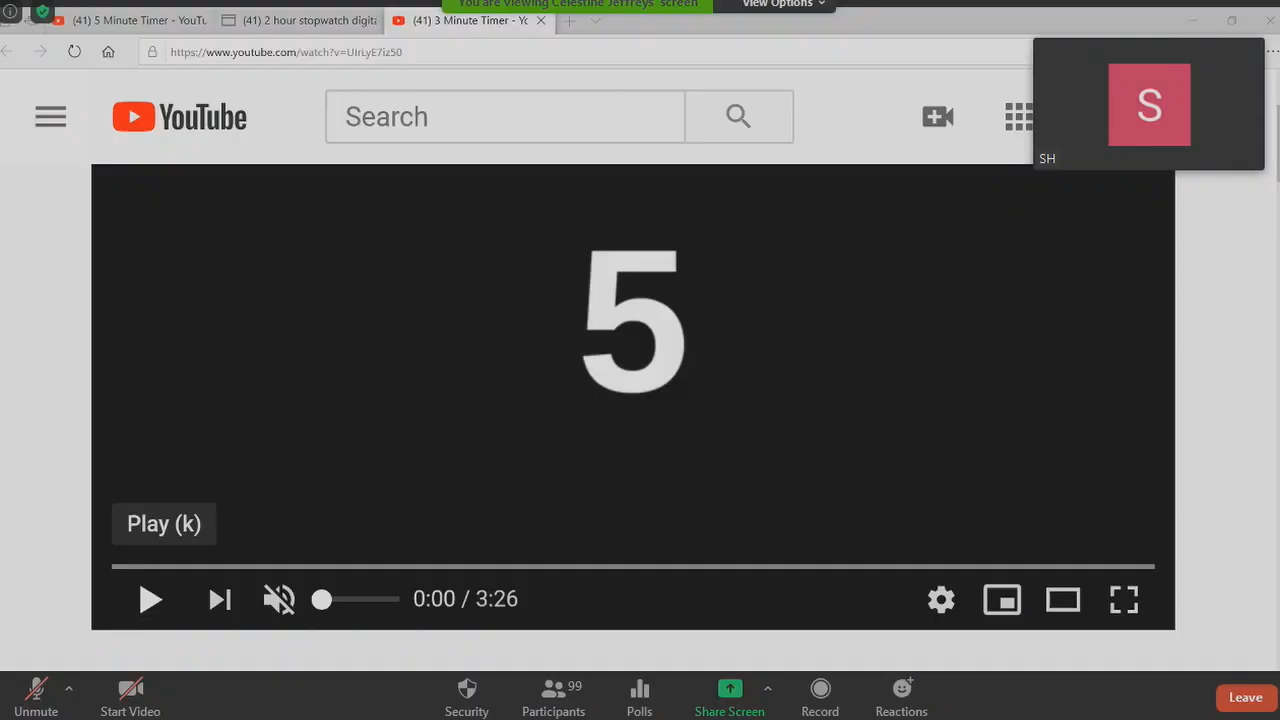 You are viewing Celestine Jeffreys' screen
View Options
(41) 5 Minute Timer - YouTu
(41) 2 hour stopwatch digita
(41) 3 Minute Timer - Yo
https://www.youtube.com/watch?v=UIrLyE7iz50
YouTube
Search
S
SH
5
Play (k)
0:00 / 3:26
99
Unmute
Start Video
Security
Participants
Polls
Share Screen
Record
Reactions
Leave